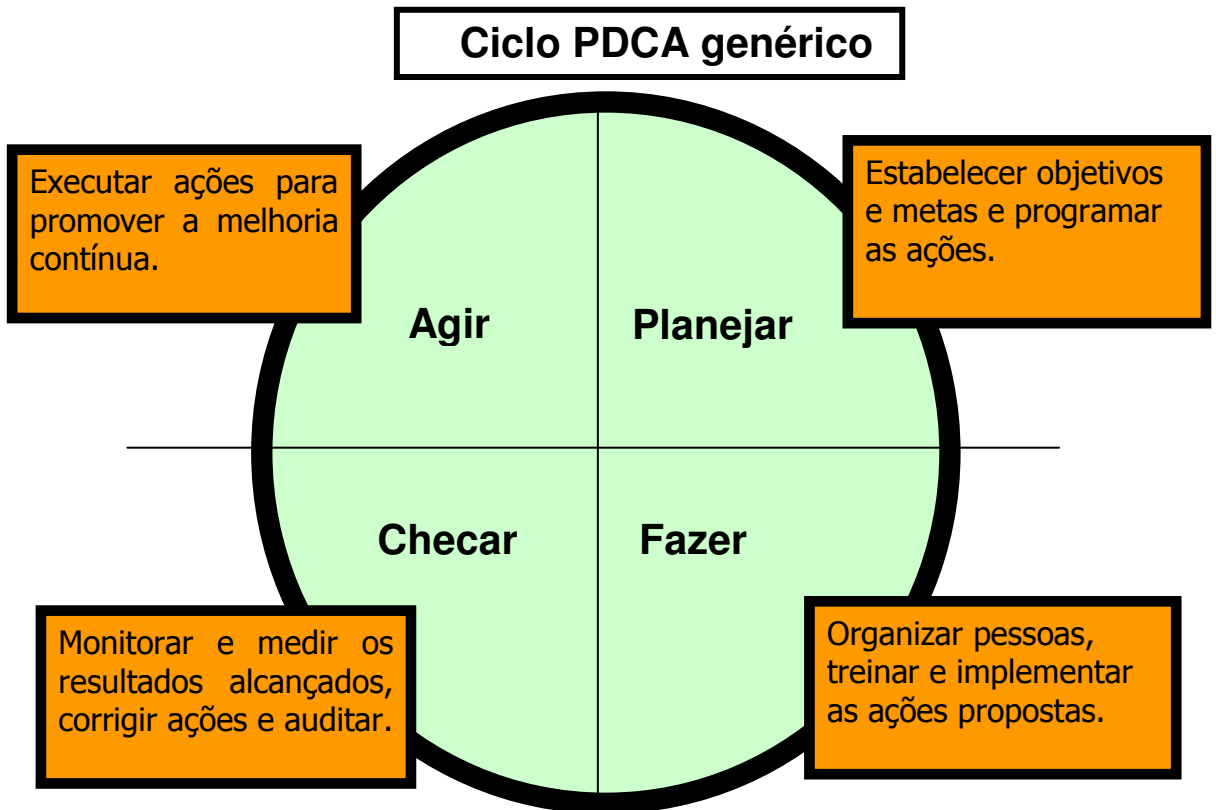 Ciclo PDCA genérico
Executar ações para
promover a melhoria
contínua.
Estabelecer objetivos
e metas e programar
as ações.
Agir
Planejar
Checar
Fazer
Monitorar e medir os
resultados alcançados,
corrigir ações e auditar.
Organizar pessoas,
treinar e implementar
as ações propostas.